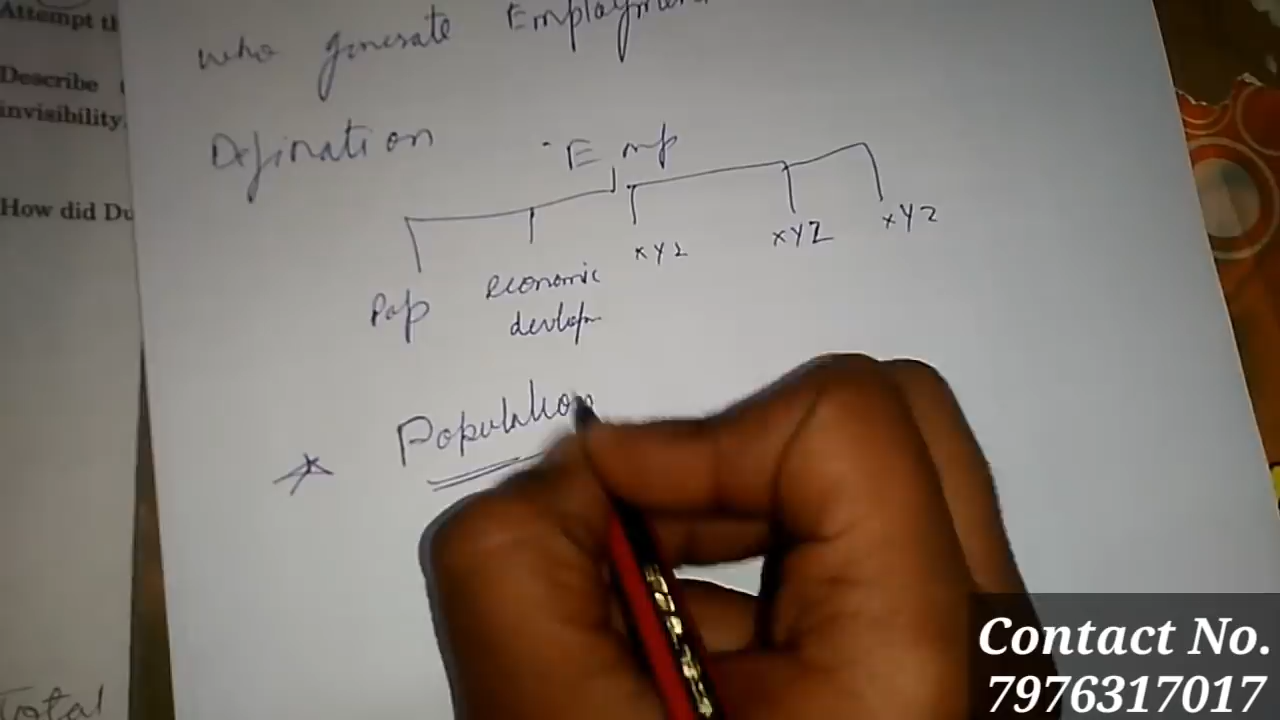 Attempt th
Describe
invisibility.
How did Du
Total
who generate Employment
Defination
Emp
Pop
economic
devlop
xyz
xyz
xyz
Population
Contact No.
7976317017